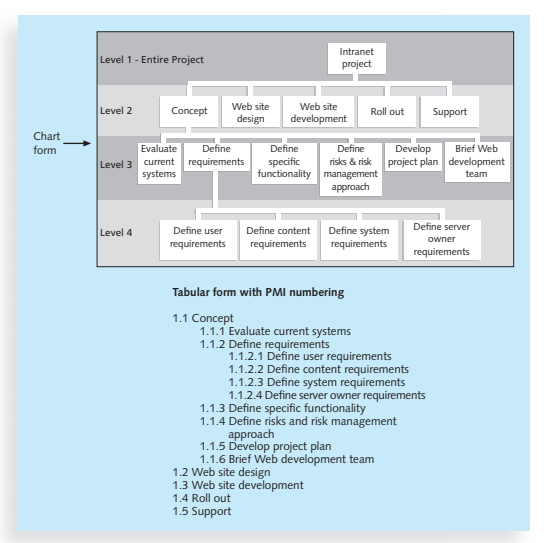 Level 1 - Entire Project
Intranet
project
Level 2
Concept
Web site
design
Web site
development
Roll out
Support
Chart
form
Level 3
Evaluate
current
systems
Define
requirements
Define
specific
functionality
Define
risks & risk
management
approach
Develop
project plan
Brief Web
development
team
Level 4
Define user
requirements
Define content
requirements
Define system
requirements
Define server
owner
requirements
Tabular form with PMI numbering
1.1 Concept
1.1.1 Evaluate current systems
1.1.2 Define requirements
1.1.2.1 Define user requirements
1.1.2.2 Define content requirements
1.1.2.3 Define system requirements
1.1.2.4 Define server owner requirements
1.1.3 Define specific functionality
1.1.4 Define risks and risk management
approach
1.1.5 Develop project plan
1.1.6 Brief Web development team
1.2 Web site design
1.3 Web site development
1.4 Roll out
1.5 Support